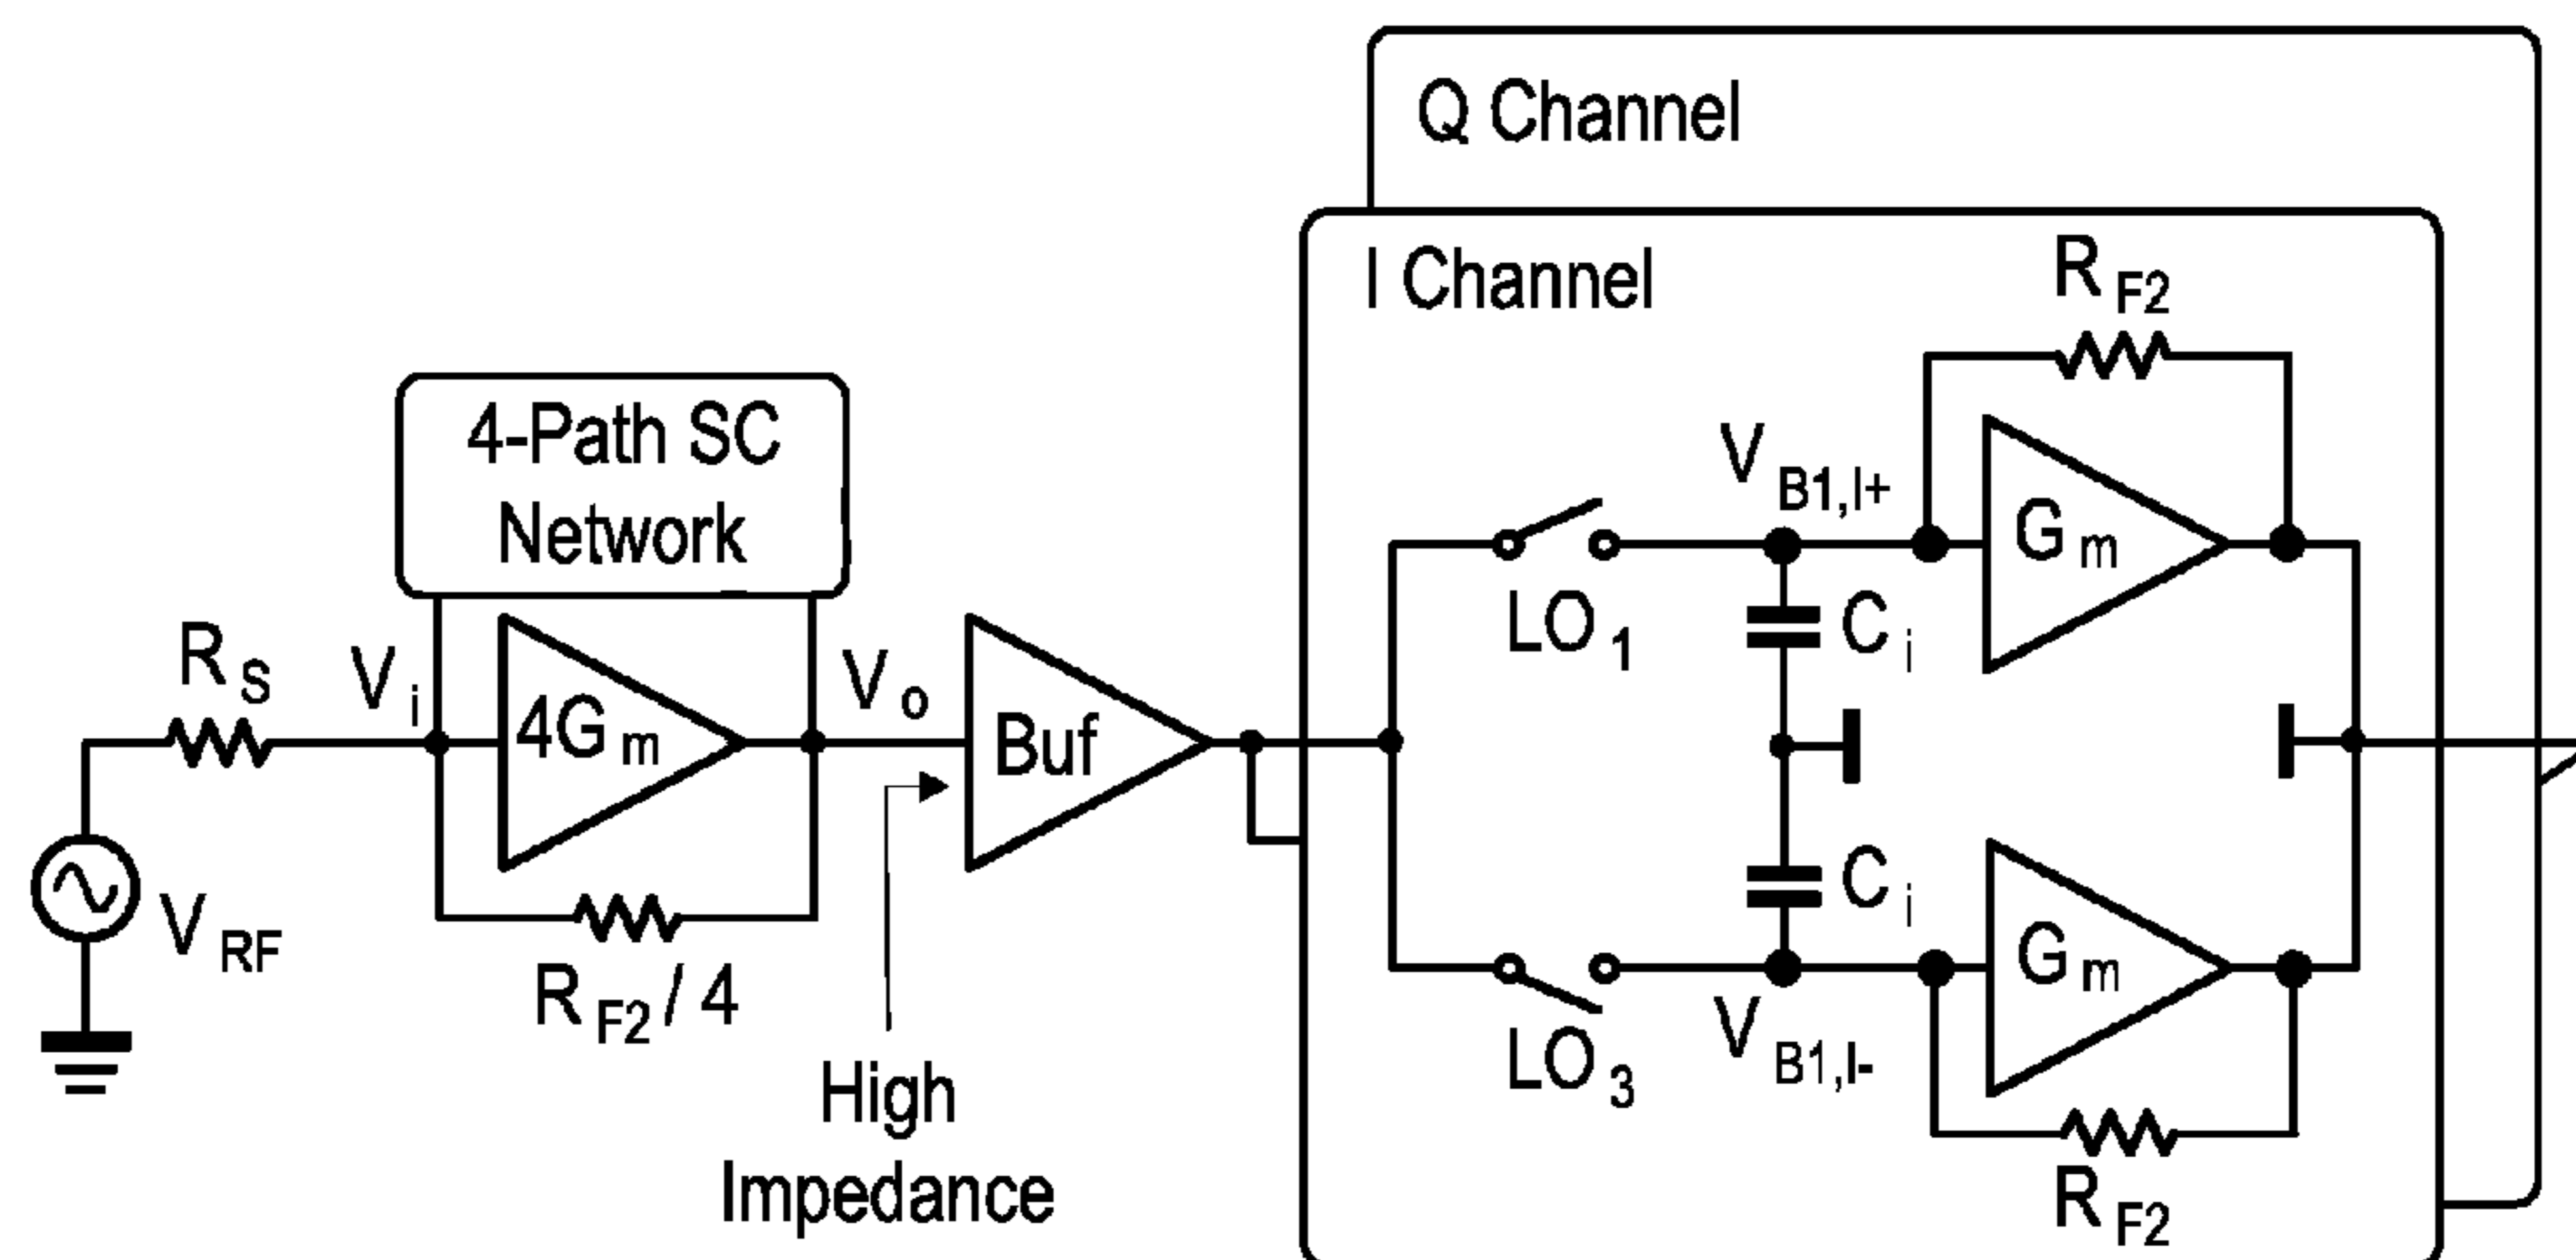 Q Channel
I Channel
R F2
4-Path SC
Network
R S
V i
4G m
V o
Buf
V RF
R F2 / 4
High
Impedance
LO 1
V B1,I+
C i
G m
C i
G m
LO 3
V B1,I-
R F2